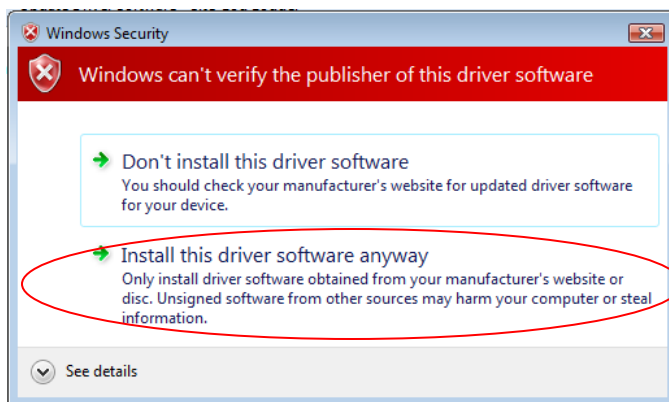 Windows Security
Windows can't verify the publisher of this driver software
Don't install this driver software
You should check your manufacturer's website for updated driver software
for your device.
Install this driver software anyway
Only install driver software obtained from your manufacturer's website or
disc. Unsigned software from other sources may harm your computer or steal
information.
See details